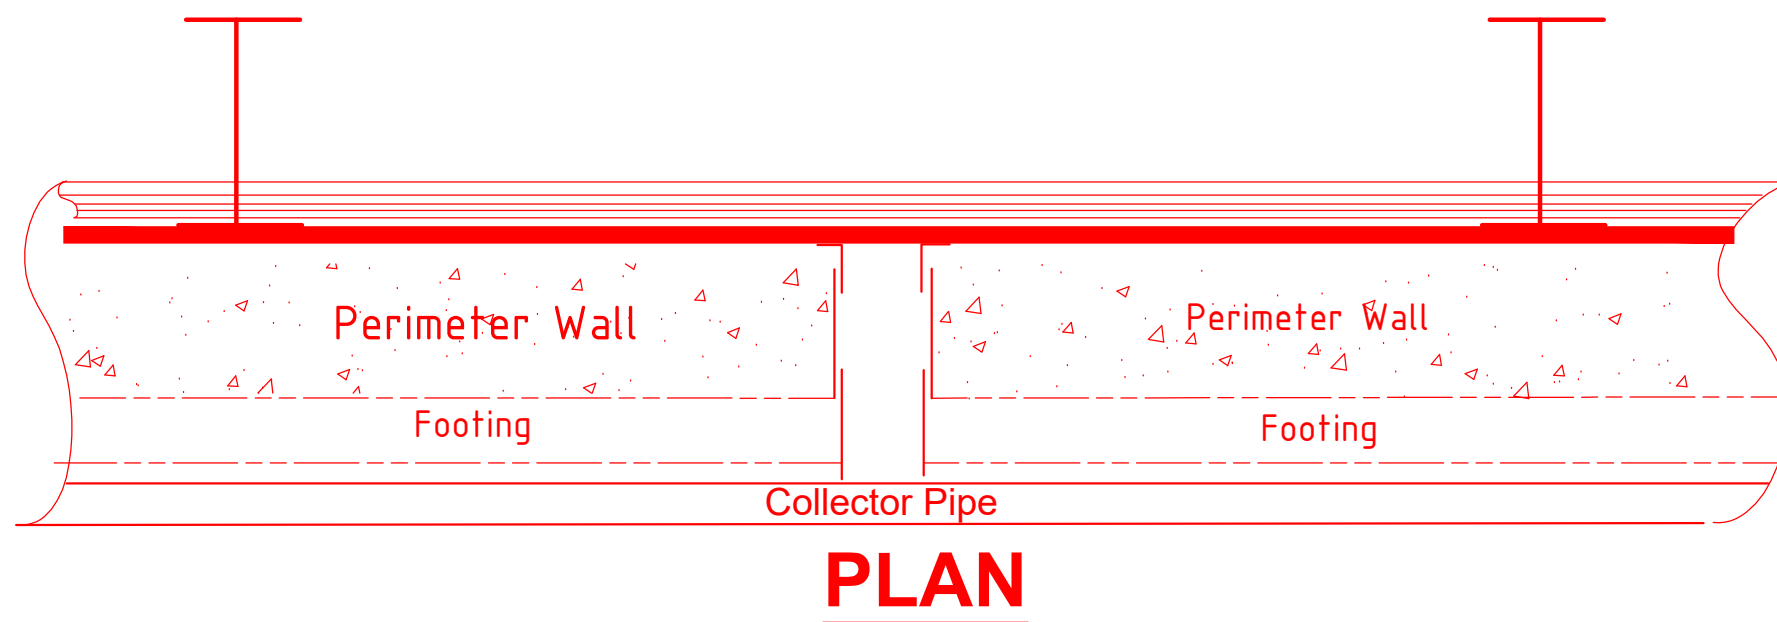 Perimeter Wall
Perimeter Wall
Footing
Footing
Collector Pipe
PLAN